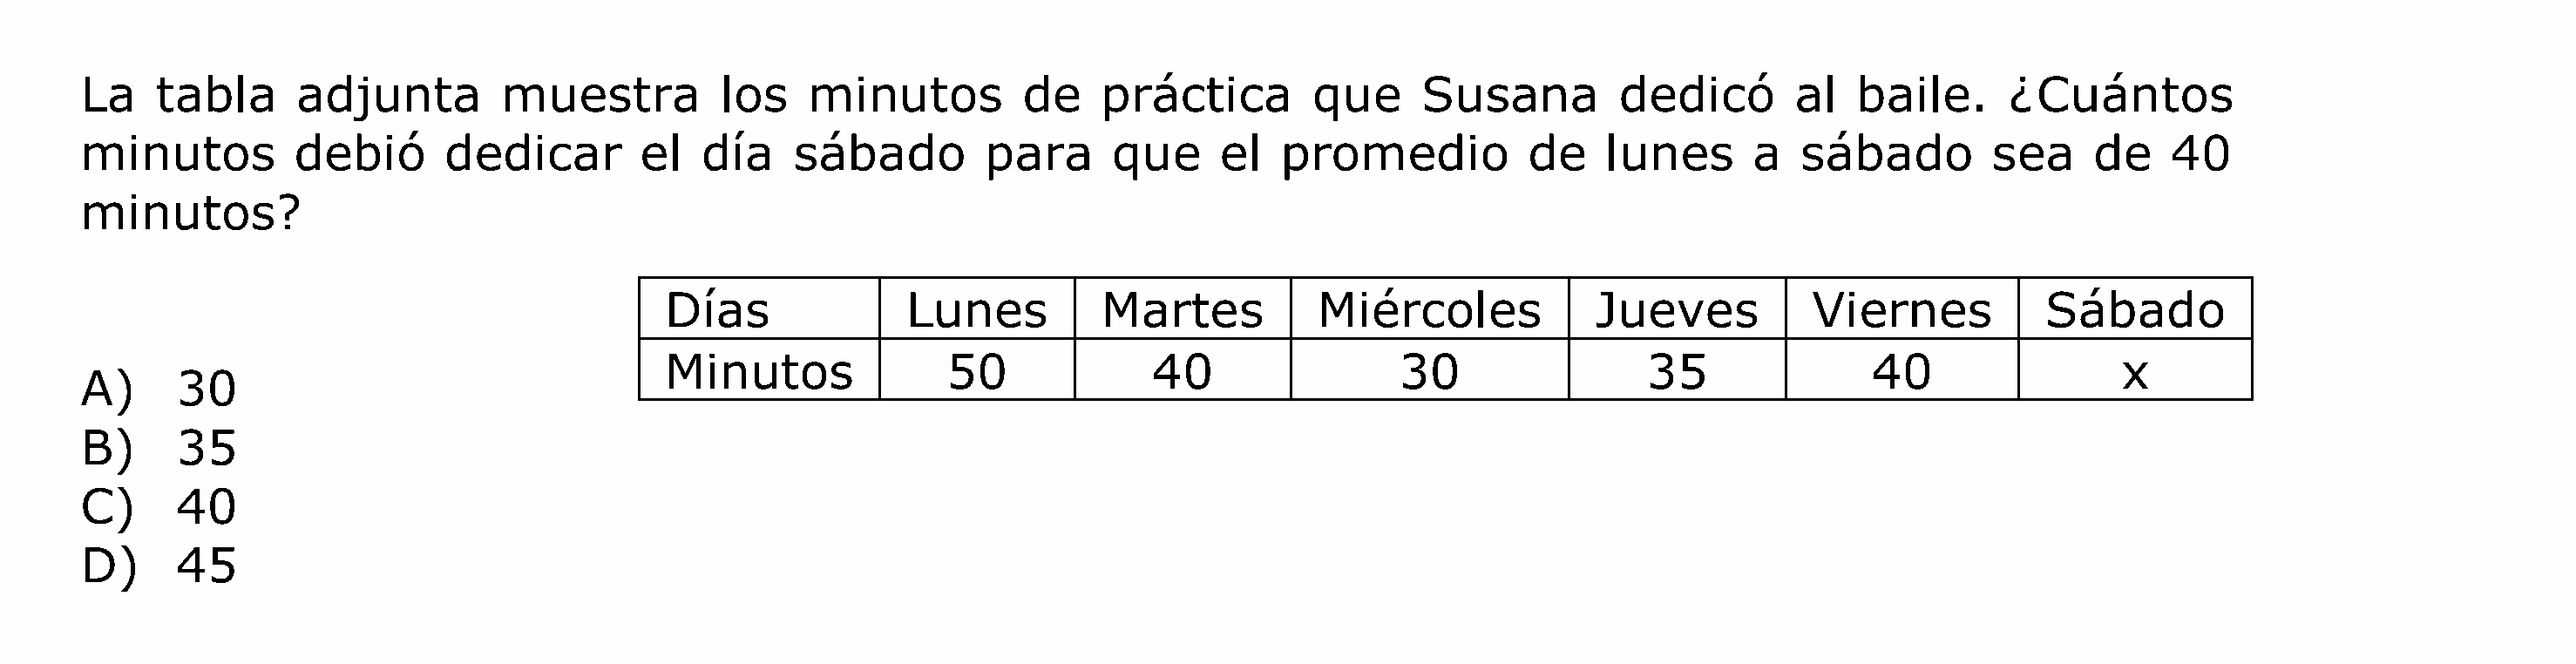 La tabla adjunta muestra los minutos de práctica que Susana dedicó al baile. ¿Cuántos
minutos debió dedicar el día sábado para que el promedio de lunes a sábado sea de 40
minutos?
Días Lunes Martes Miércoles Jueves Viernes Sábado
Minutos 50 40 30 35 40 x
A) 30
B) 35
C) 40
D) 45